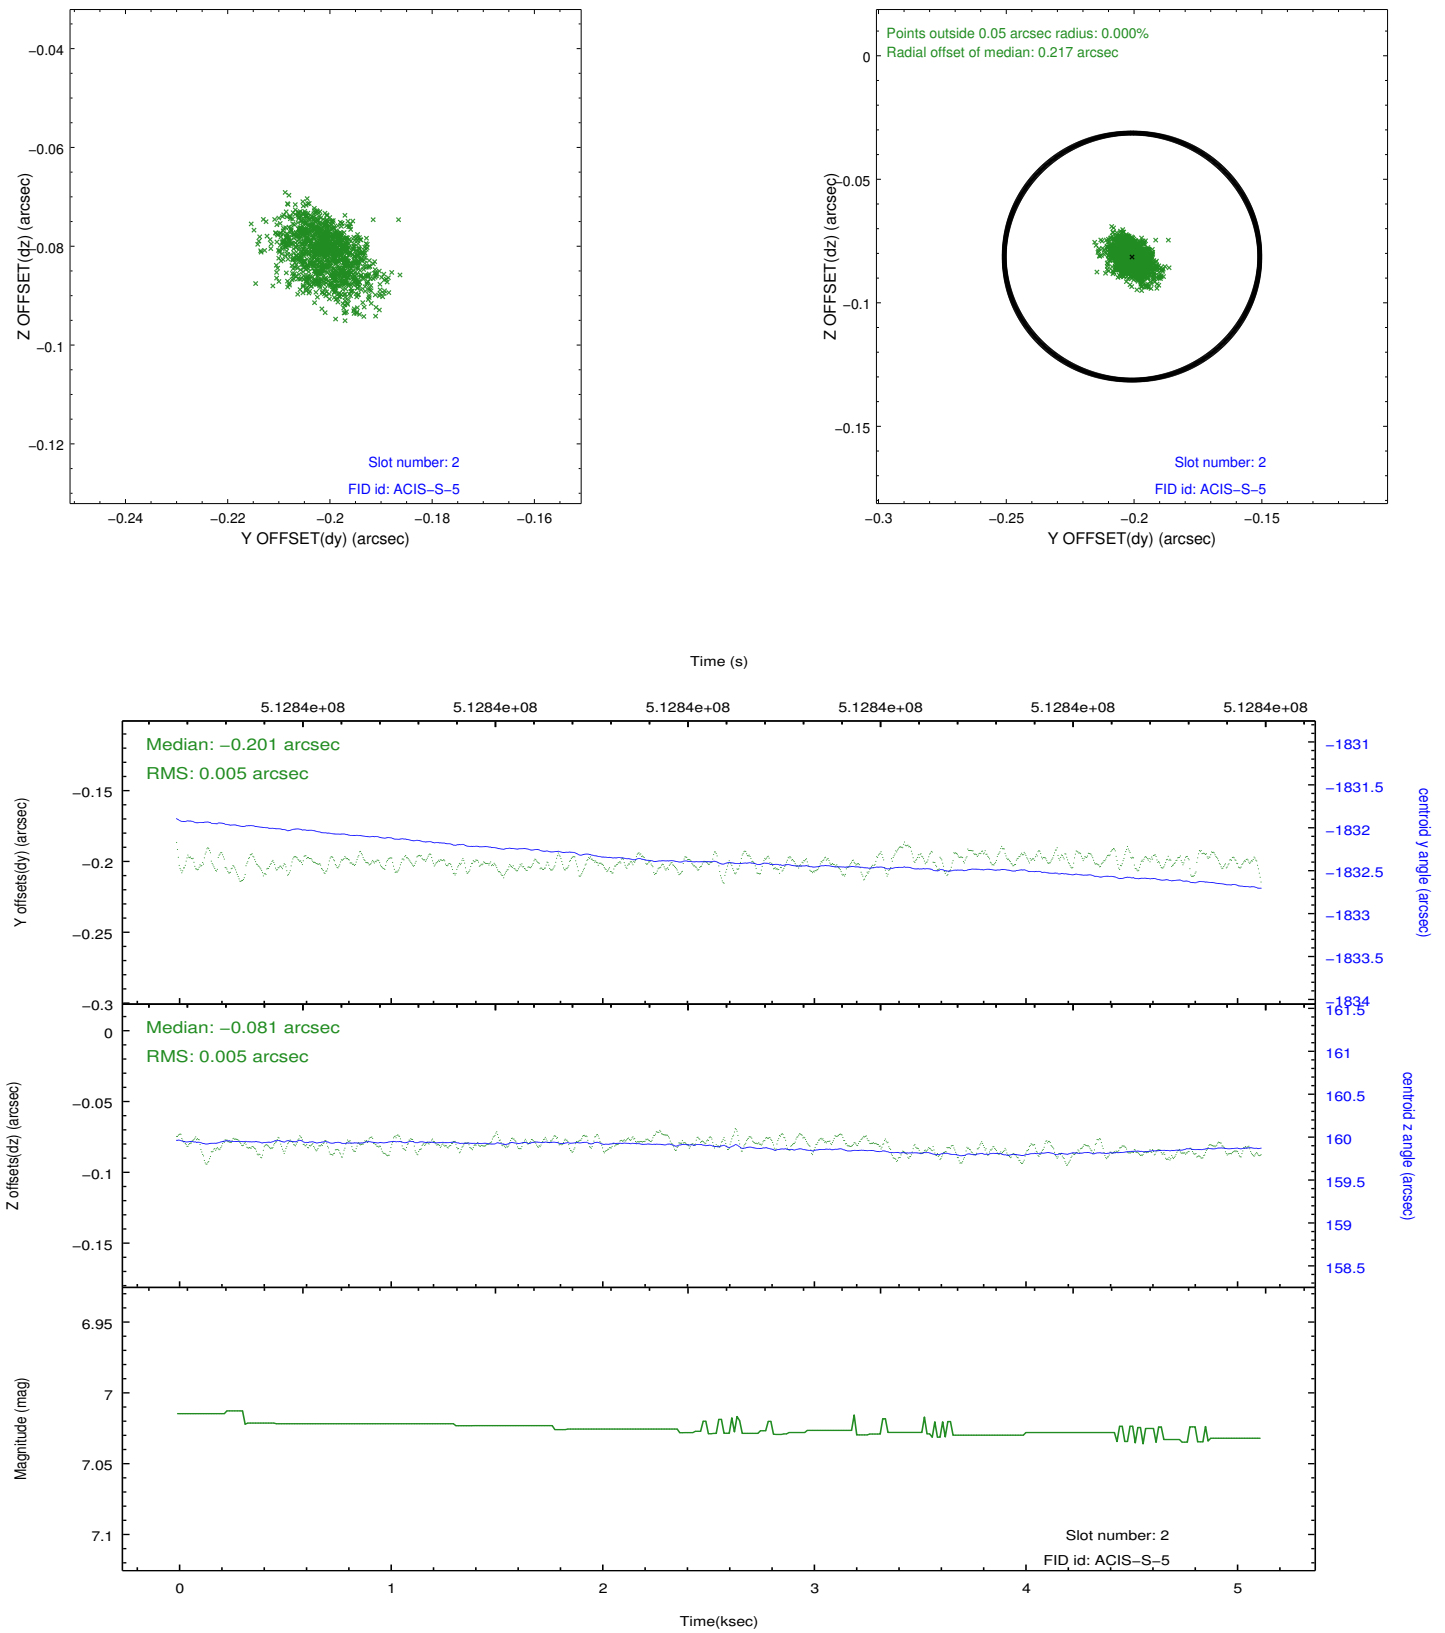 −0.04
−0.06
−0.08
−0.1
−0.12
Z OFFSET(dz) (arcsec)
Slot number: 2
FID id: ACIS−S−5
−0.24
−0.22
−0.2
−0.18
−0.16
Y OFFSET(dy) (arcsec)
Points outside 0.05 arcsec radius: 0.000%
Radial offset of median: 0.217 arcsec
0
−0.05
−0.1
−0.15
Z OFFSET(dz) (arcsec)
Slot number: 2
FID id: ACIS−S−5
−0.3
−0.25
−0.2
−0.15
Y OFFSET(dy) (arcsec)
Time (s)
5.1284e+08
5.1284e+08
5.1284e+08
5.1284e+08
5.1284e+08
5.1284e+08
Median: −0.201 arcsec
RMS: 0.005 arcsec
−0.15
−0.2
−0.25
−0.3
Y offsets(dy) (arcsec)
−1831
−1831.5
−1832
−1832.5
−1833
−1833.5
−1834
centroid y angle (arcsec)
Median: −0.081 arcsec
RMS: 0.005 arcsec
0
−0.05
−0.1
−0.15
Z offsets(dz) (arcsec)
161.5
161
160.5
160
159.5
159
158.5
centroid z angle (arcsec)
6.95
7
7.05
7.1
Magnitude (mag)
Slot number: 2
FID id: ACIS−S−5
0
1
2
3
4
5
Time(ksec)